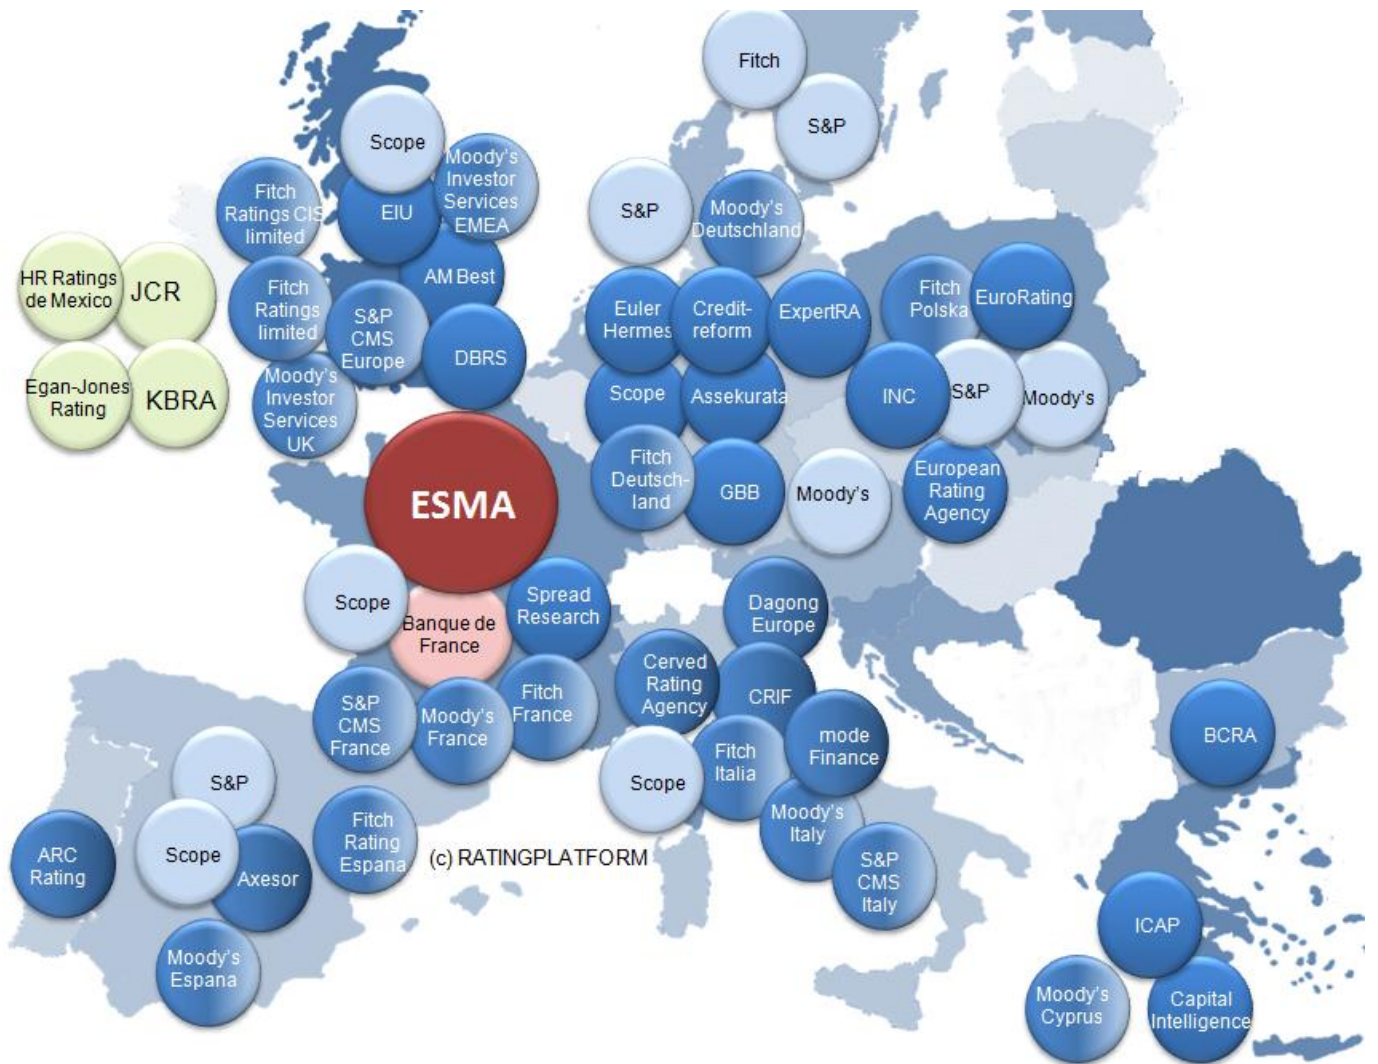 Fitch
S&P
Scope
Moody's
Investor
Services
EMEA
Fitch
Ratings CIS
limited
EIU
S&P
Moody's
Deutschland
HR Ratings
de Mexico
JCR
AM Best
Fitch
Ratings
limited
S&P
CMS
Europe
DBRS
Euler
Hermes
Credit-
reform
ExpertRA
Fitch
Polska
EuroRating
Egan-Jones
Rating
KBRA
Moody's
Investor
Services
UK
Scope
Assekurata
INC
S&P
Moody's
ESMA
Fitch
Deutsch-
land
GBB
Moody's
European
Rating
Agency
Scope
Banque de
France
Spread
Research
Dagong
Europe
Cerved
Rating
Agency
CRIF
S&P
CMS
France
Moody's
France
Fitch
France
mode
Finance
BCRA
S&P
Scope
Fitch
Italia
Scope
ARC
Rating
Axesor
Fitch
Rating
Espana
(c) RATINGPLATFORM
Moody's
Italy
S&P
CMS
Italy
ICAP
Moody's
Espana
Moody's
Cyprus
Capital
Intelligence